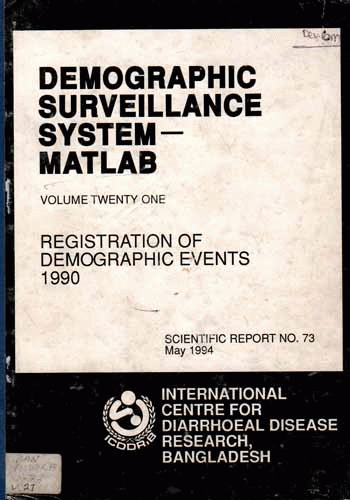 DEMOGRAPHIC
SURVEILLANCE
SYSTEM—
MATLAB
VOLUME TWENTY ONE
REGISTRATION OF
DEMOGRAPHIC EVENTS
1990
SCIENTIFIC REPORT NO. 73
May 1994
ICDDR,B
INTERNATIONAL
CENTRE FOR
DIARRHOEAL DISEASE
RESEARCH,
BANGLADESH